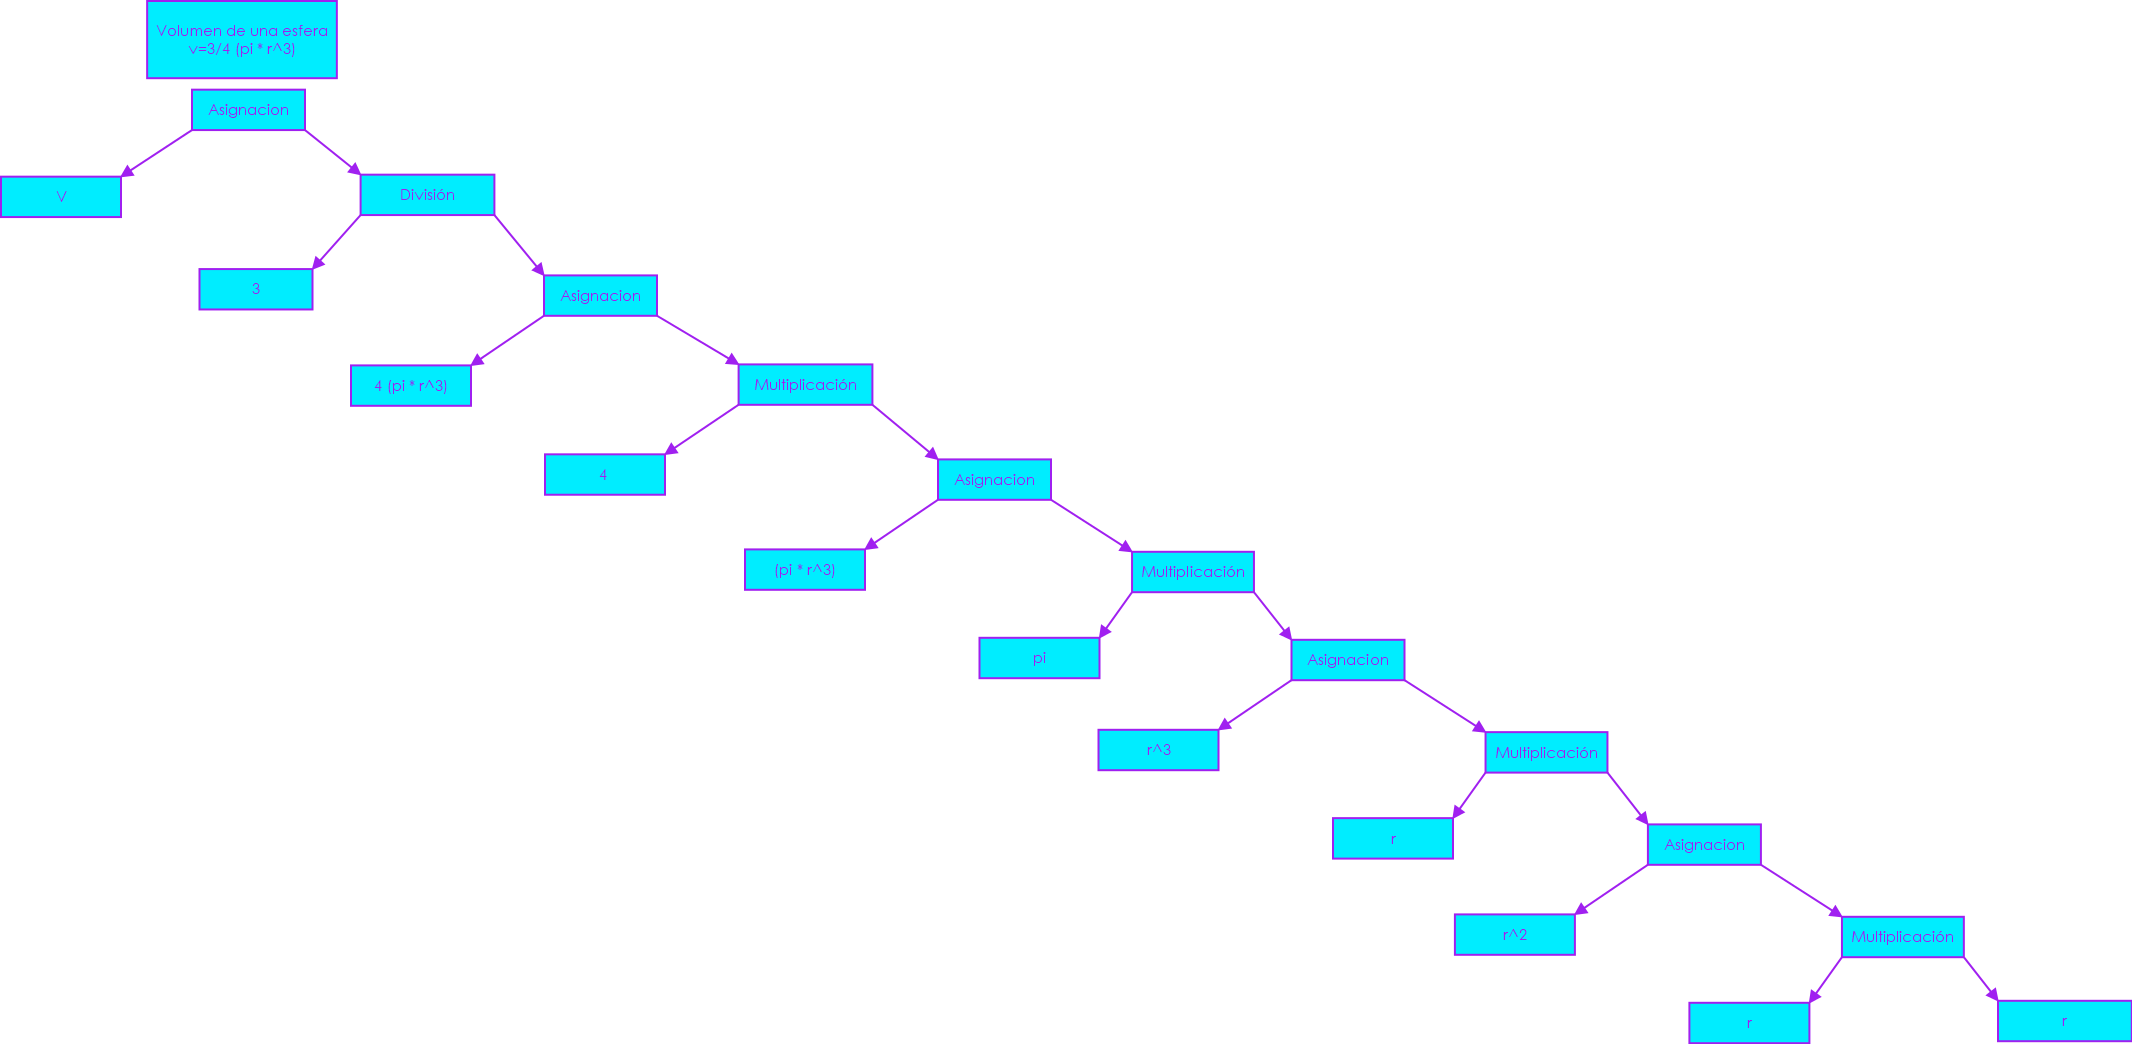 Volumen de una esfera
v=3/4 (pi * r^3)
Asignacion
V
División
3
Asignacion
4 (pi * r^3)
Multiplicación
4
Asignacion
(pi * r^3)
Multiplicación
pi
Asignacion
r^3
Multiplicación
r
Asignacion
r^2
Multiplicación
r
r